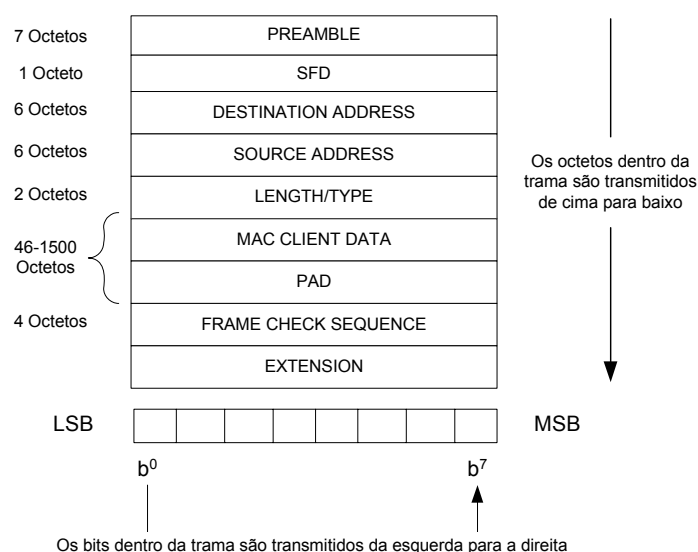 7 Octetos
PREAMBLE
1 Octeto
SFD
6 Octetos
DESTINATION ADDRESS
6 Octetos
SOURCE ADDRESS
2 Octetos
LENGTH/TYPE
46-1500
Octetos
MAC CLIENT DATA
PAD
4 Octetos
FRAME CHECK SEQUENCE
EXTENSION
Os octetos dentro da
trama são transmitidos
de cima para baixo
LSB
MSB
b0
b7
Os bits dentro da trama são transmitidos da esquerda para a direita